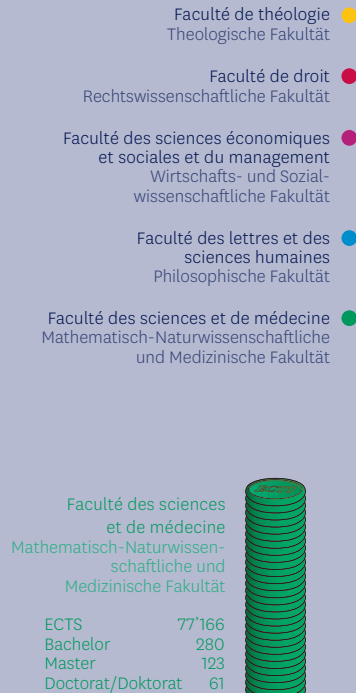 Faculté de théologie
Theologische Fakultät
Faculté de droit
Rechtswissenschaftliche Fakultät
Faculté des sciences économiques
et sociales et du management
Wirtschafts- und Sozial-
wissenschaftliche Fakultät
Faculté des lettres et des
sciences humaines
Philosophische Fakultät
Faculté des sciences et de médecine
Mathematisch-Naturwissenschaftliche
und Medizinische Fakultät
Faculté des sciences
et de médecine
Mathematisch-Naturwissen-
schaftliche und
Medizinische Fakultät
ECTS 77'166
Bachelor 280
Master 123
Doctorat/Doktorat 61